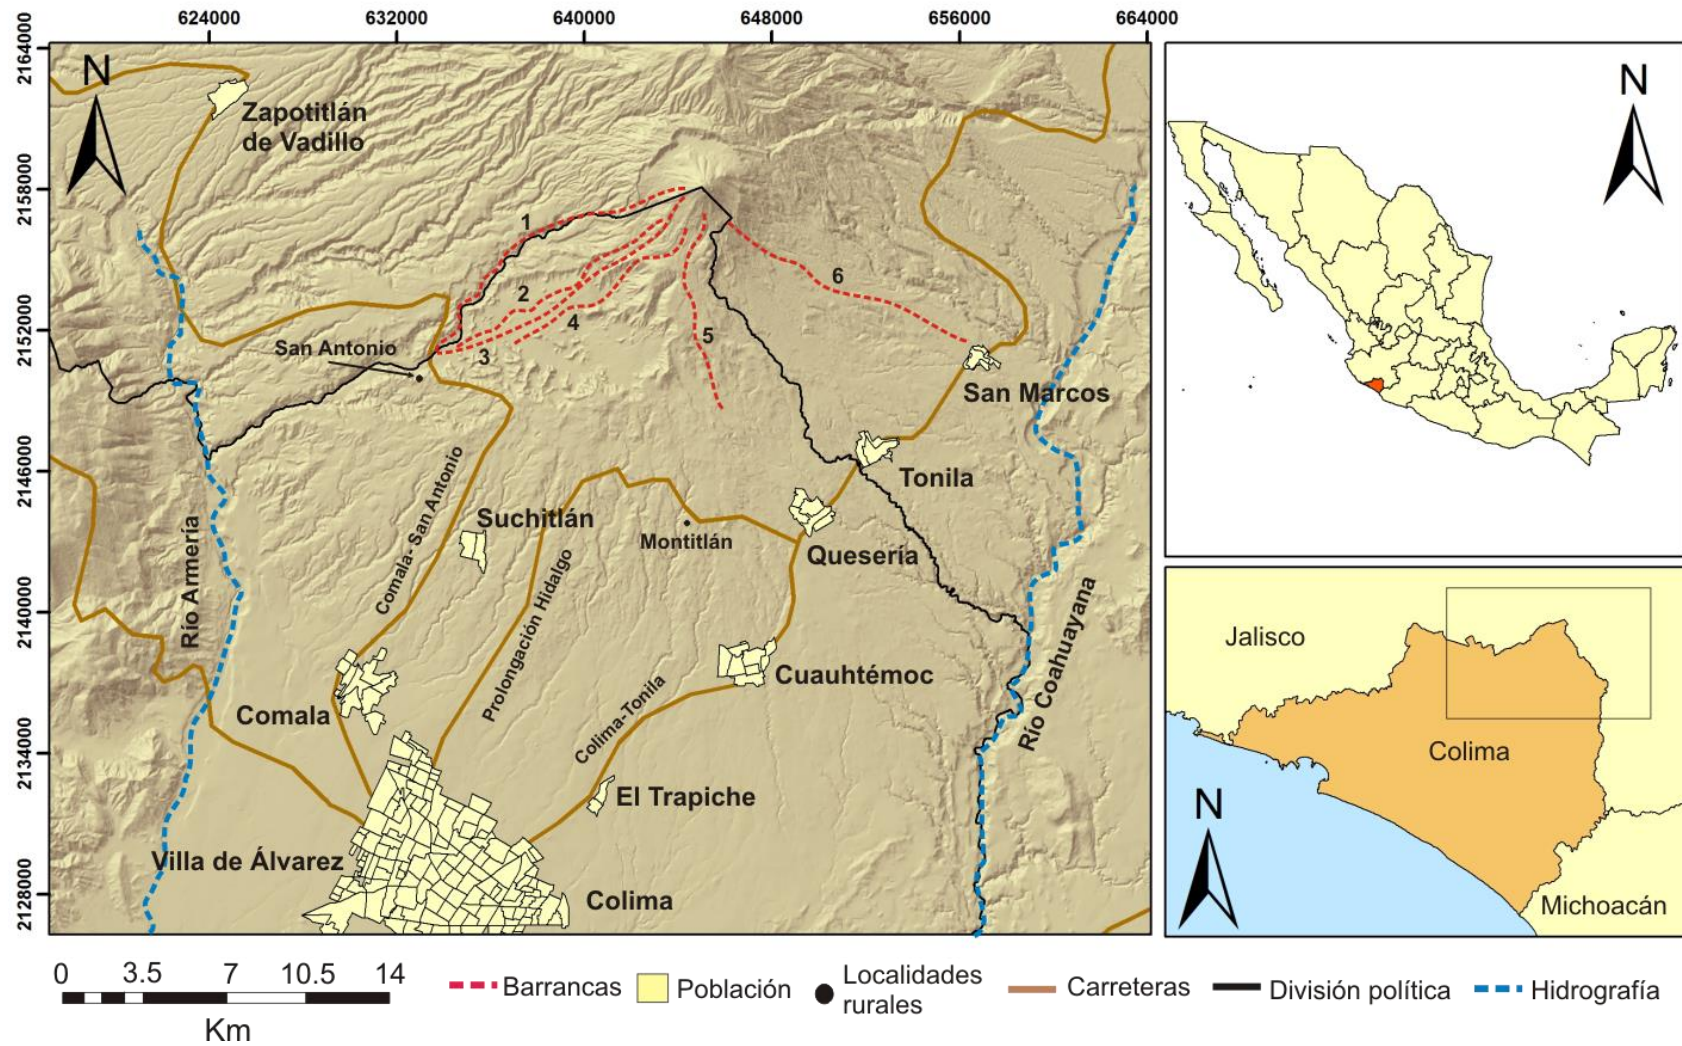 624000
632000
640000
648000
656000
664000
2164000
2158000
2152000
2146000
2140000
2134000
2128000
N
Zapotitlán
de Vadillo
1
2
3
4
5
6
San Antonio
San Marcos
Tonila
Comala- San Antonio
Suchitlán
Montitlán
Quesería
Río Armería
Prolongación Hidalgo
Colima-Tonila
Cuauhtémoc
Río Coahuayana
Comala
El Trapiche
Villa de Álvarez
Colima
N
Jalisco
Colima
N
Michoacán
0 3.5 7 10.5 14
Km
Barrancas
Población
Localidades
rurales
Carreteras
División política
Hidrografía